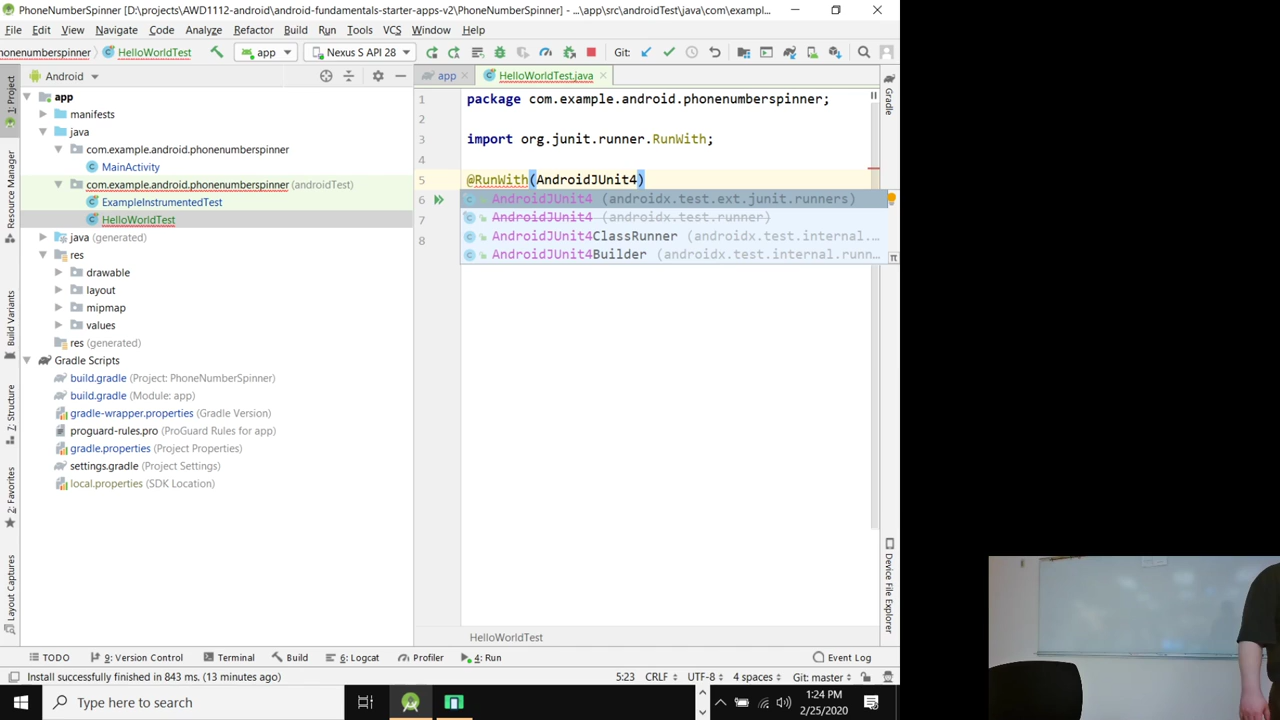 PhoneNumberSpinner [D:\projects\AWD1112-android\android-fundamentals-starter-apps-v2\PhoneNumberSpinner] - ...\app\src\androidTest\java\com\example...
File Edit View Navigate Code Analyze Refactor Build Run Tools VCS Window Help
honenumberspinner HelloWorldTest app Nexus S API 28 Git:
Android
app HelloWorldTest.java
1: Project
Resource Manager
Build Variants
Z: Structure
2: Favorites
Layout Captures
app
manifests
java
com.example.android.phonenumberspinner
MainActivity
com.example.android.phonenumberspinner (androidTest)
ExampleInstrumentedTest
HelloWorldTest
java (generated)
res
drawable
layout
mipmap
values
res (generated)
Gradle Scripts
build.gradle (Project: PhoneNumberSpinner)
build.gradle (Module: app)
gradle-wrapper.properties (Gradle Version)
proguard-rules.pro (ProGuard Rules for app)
gradle.properties (Project Properties)
settings.gradle (Project Settings)
local.properties (SDK Location)
1 package com.example.android.phonenumberspinner;
2
3 import org.junit.runner.RunWith;
4
5 @RunWith(AndroidJUnit4)
6 AndroidJUnit4 (androidx.test.ext.junit.runners)
AndroidJUnit4 (androidx.test.runner)
7 AndroidJUnit4ClassRunner (androidx.test.internal....
8 AndroidJUnit4Builder (androidx.test.internal.runn...
HelloWorldTest
Gradle
Device File Explorer
TODO 9: Version Control Terminal Build 6: Logcat Profiler 4: Run Event Log
Install successfully finished in 843 ms. (13 minutes ago) 5:23 CRLF UTF-8 4 spaces Git: master
Type here to search
1:24 PM
2/25/2020